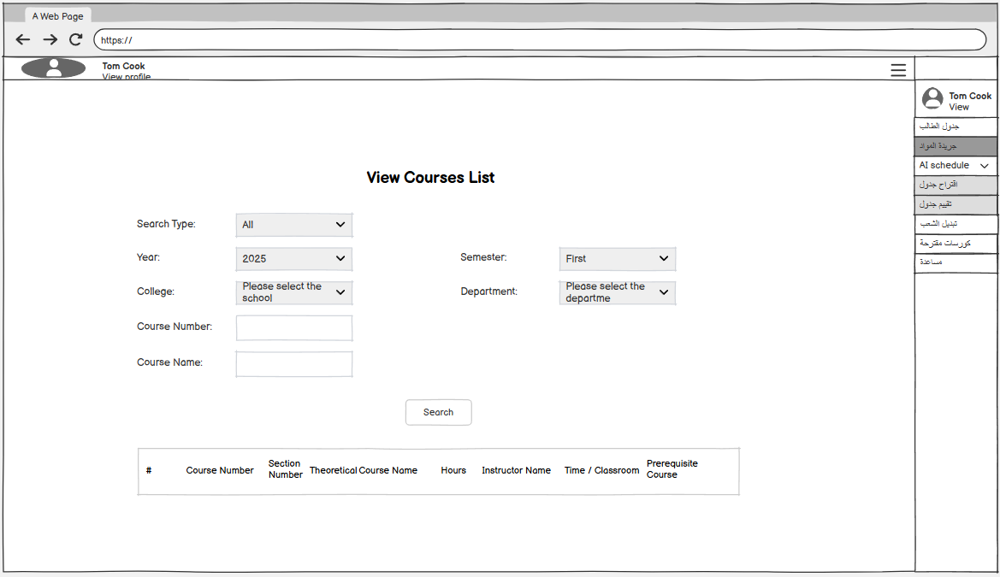 A Web Page
https://
Tom Cook
View profile
Tom Cook
View
جدول الطالب
جريدة المواد
AI schedule
اقتراح جدول
تقييم جدول
تبديل الشعب
كورسات مقترحة
مساعدة
View Courses List
Search Type:
All
Year:
2025
Semester:
First
College:
Please select the
school
Department:
Please select the
departme
Course Number:
Course Name:
Search
#
Course Number
Section
Number
Theoretical Course Name
Hours
Instructor Name
Time / Classroom
Prerequisite
Course